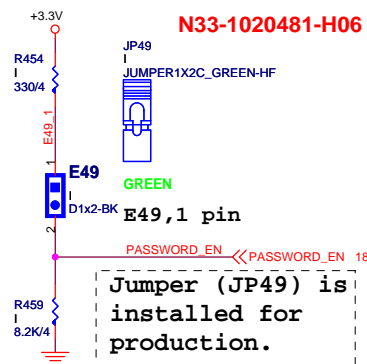 +3.3V
N33-1020481-H06
R454
I
330/4
JP49
I
JUMPER1X2C_GREEN-HF
E49_1
1
E49
I
D1x2-BK
2
GREEN
E49,1 pin
PASSWORD_EN
PASSWORD_EN 18
R459
I
8.2K/4
Jumper (JP49) is
installed for
production.